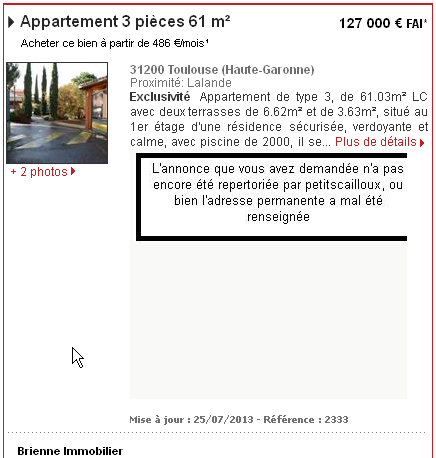 Appartement 3 pièces 61 m²
127 000 € FAI*
Acheter ce bien à partir de 486 €/mois¹
31200 Toulouse (Haute-Garonne)
Proximité: Lalande
Exclusivité Appartement de type 3, de 61.03m² LC
avec deux terrasses de 6.62m² et de 3.63m², situé au
1er étage d'une résidence sécurisée, verdoyante et
calme, avec piscine de 2000, il se... Plus de détails
+ 2 photos
L'annonce que vous avez demandée n'a pas
encore été repertoriée par petitscailloux, ou
bien l'adresse permanente a mal été
renseignée
Mise à jour : 25/07/2013 - Référence : 2333
Brienne Immobilier